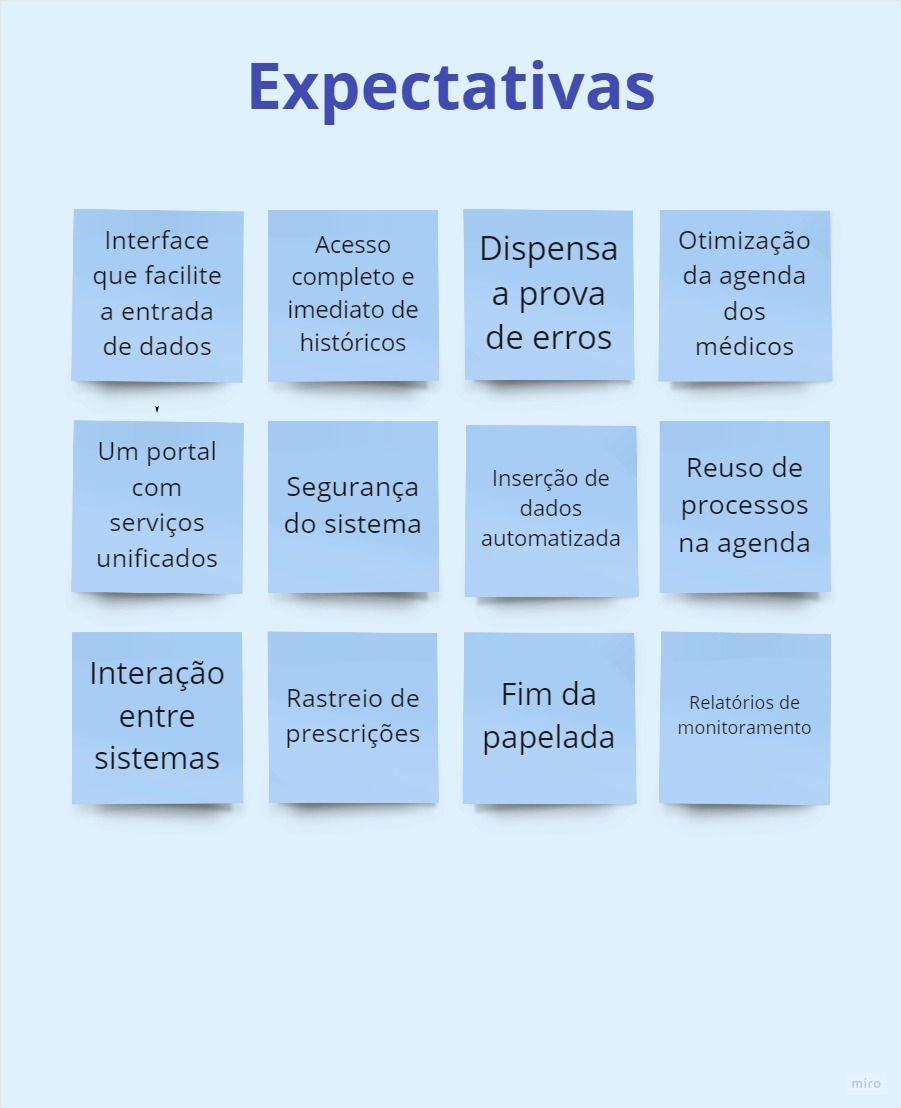 Expectativas
Interface
que facilite
a entrada
de dados
Acesso
completo e
imediato de
históricos
Dispensa
a prova
de erros
Otimização
da agenda
dos
médicos
Um portal
com
serviços
unificados
Segurança
do sistema
Inserção de
dados
automatizada
Reuso de
processos
na agenda
Interação
entre
sistemas
Rastreio de
prescrições
Fim da
papelada
Relatórios de
monitoramento
miro